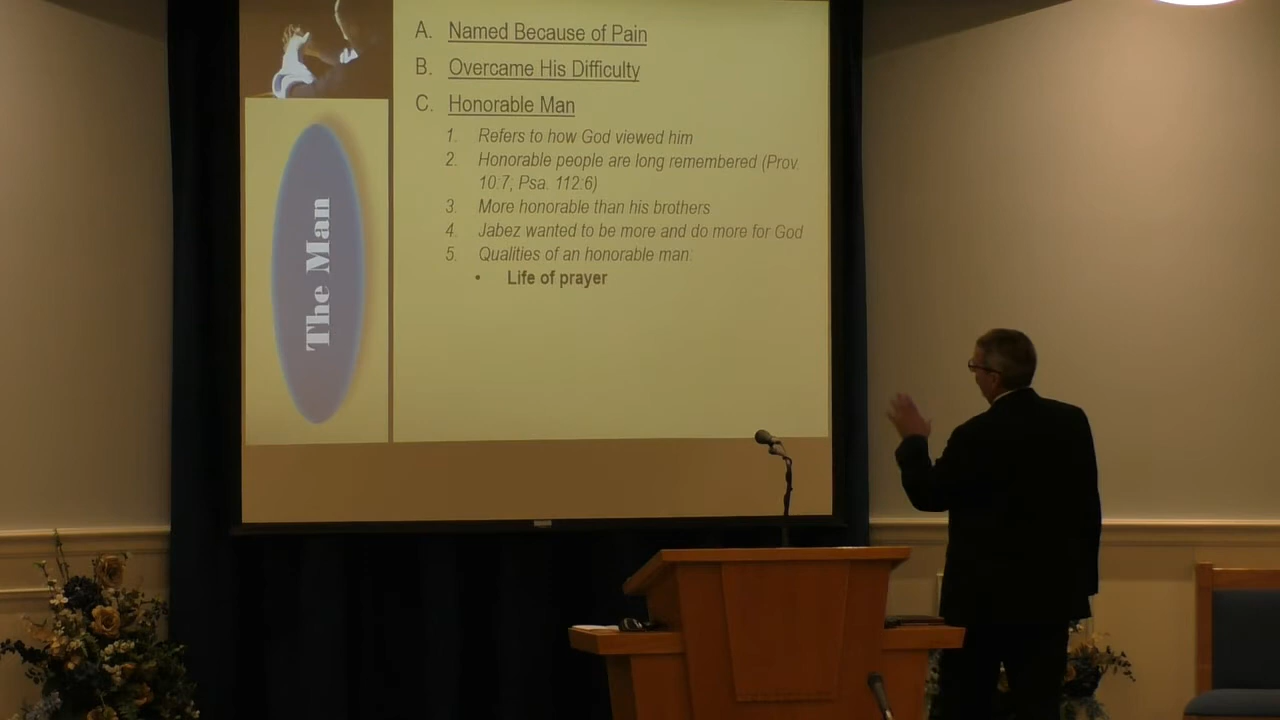 A. Named Because of Pain
B. Overcame His Difficulty
C. Honorable Man
1. Refers to how God viewed him
2. Honorable people are long remembered (Prov.
10:7; Psa. 112:6)
3. More honorable than his brothers
4. Jabez wanted to be more and do more for God
5. Qualities of an honorable man:
• Life of prayer
The Man